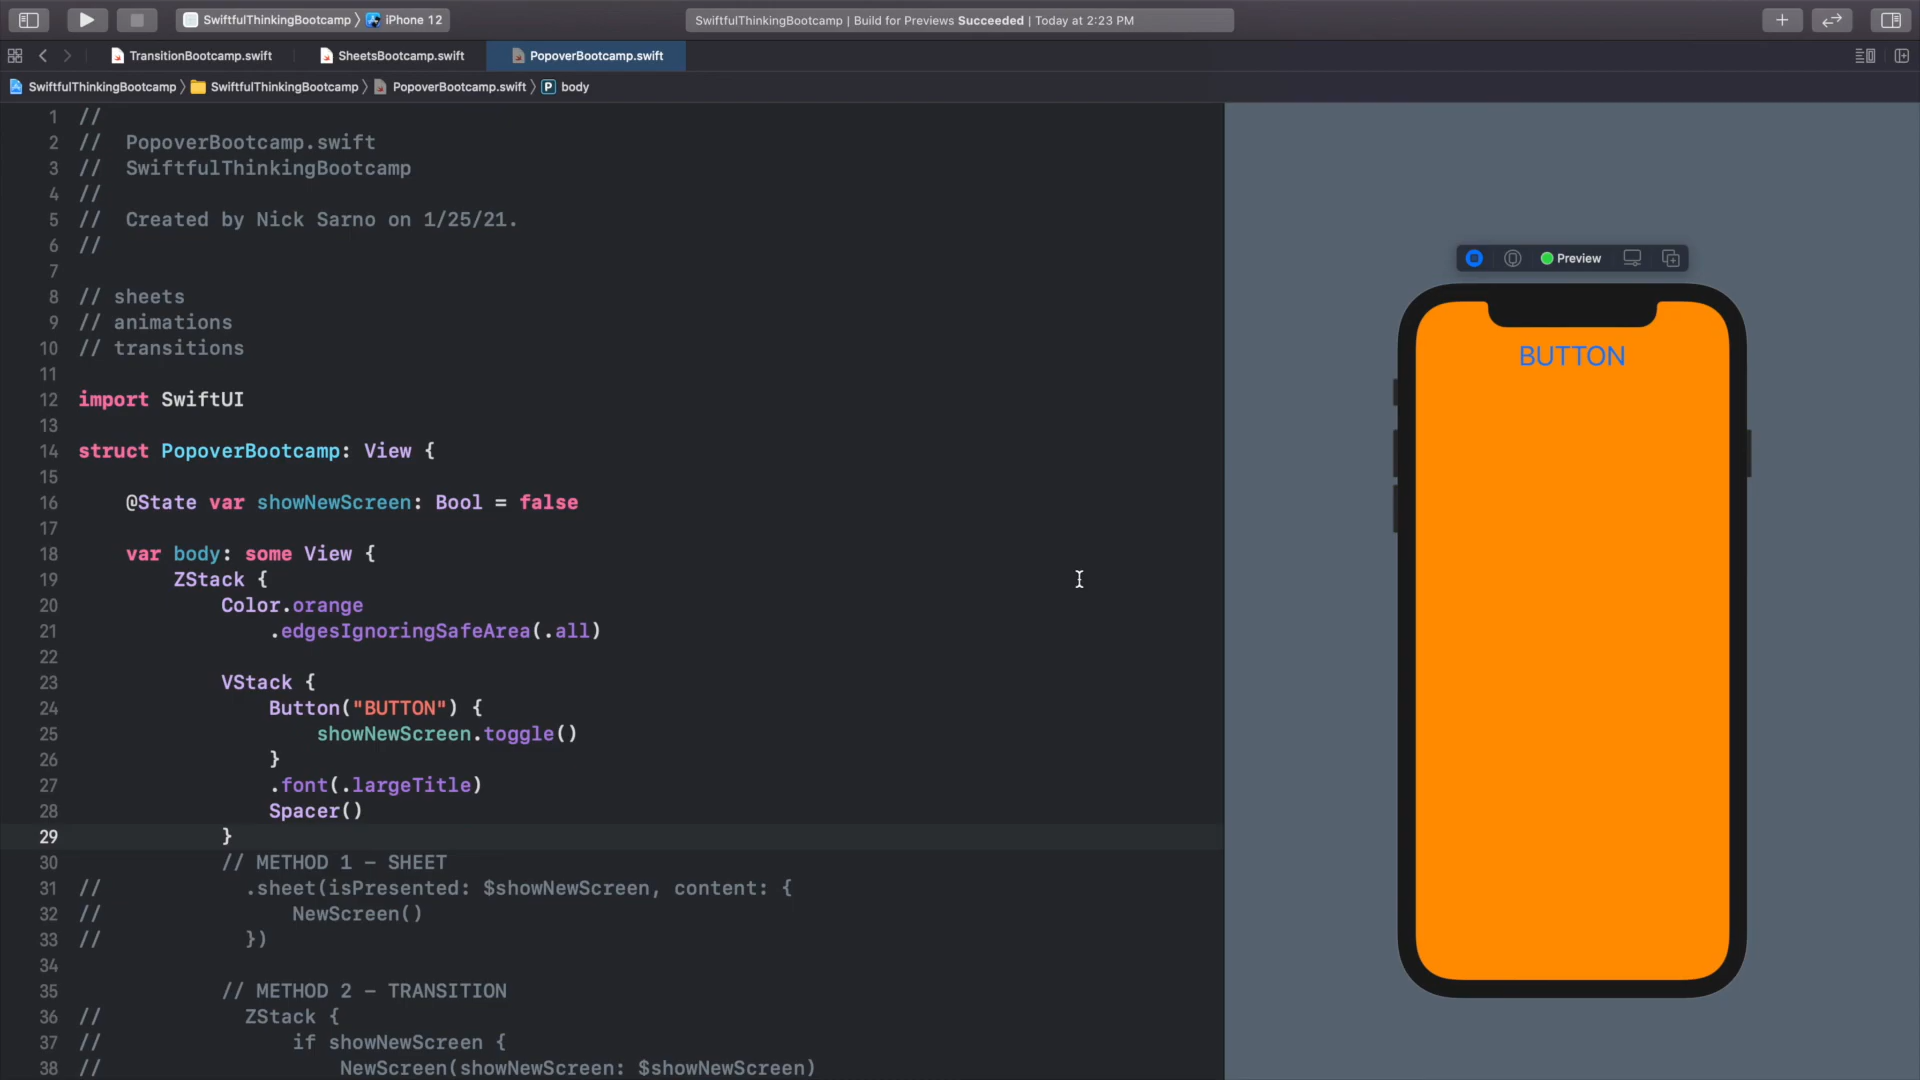 SwiftfulThinkingBootcamp 〉 iPhone 12
SwiftfulThinkingBootcamp | Build for Previews Succeeded | Today at 2:23 PM
TransitionBootcamp.swift
SheetsBootcamp.swift
PopoverBootcamp.swift
SwiftfulThinkingBootcamp 〉 SwiftfulThinkingBootcamp 〉 PopoverBootcamp.swift 〉 P body
1 //
2 //  PopoverBootcamp.swift
3 //  SwiftfulThinkingBootcamp
4 //
5 //  Created by Nick Sarno on 1/25/21.
6 //
7
8 // sheets
9 // animations
10 // transitions
11
12 import SwiftUI
13
14 struct PopoverBootcamp: View {
15
16     @State var showNewScreen: Bool = false
17
18     var body: some View {
19         ZStack {
20             Color.orange
21                 .edgesIgnoringSafeArea(.all)
22
23             VStack {
24                 Button("BUTTON") {
25                     showNewScreen.toggle()
26                 }
27                 .font(.largeTitle)
28                 Spacer()
29             }
30             // METHOD 1 - SHEET
31 //            .sheet(isPresented: $showNewScreen, content: {
32 //                NewScreen()
33 //            })
34
35             // METHOD 2 - TRANSITION
36 //            ZStack {
37 //                if showNewScreen {
38 //                    NewScreen(showNewScreen: $showNewScreen)
Preview
BUTTON